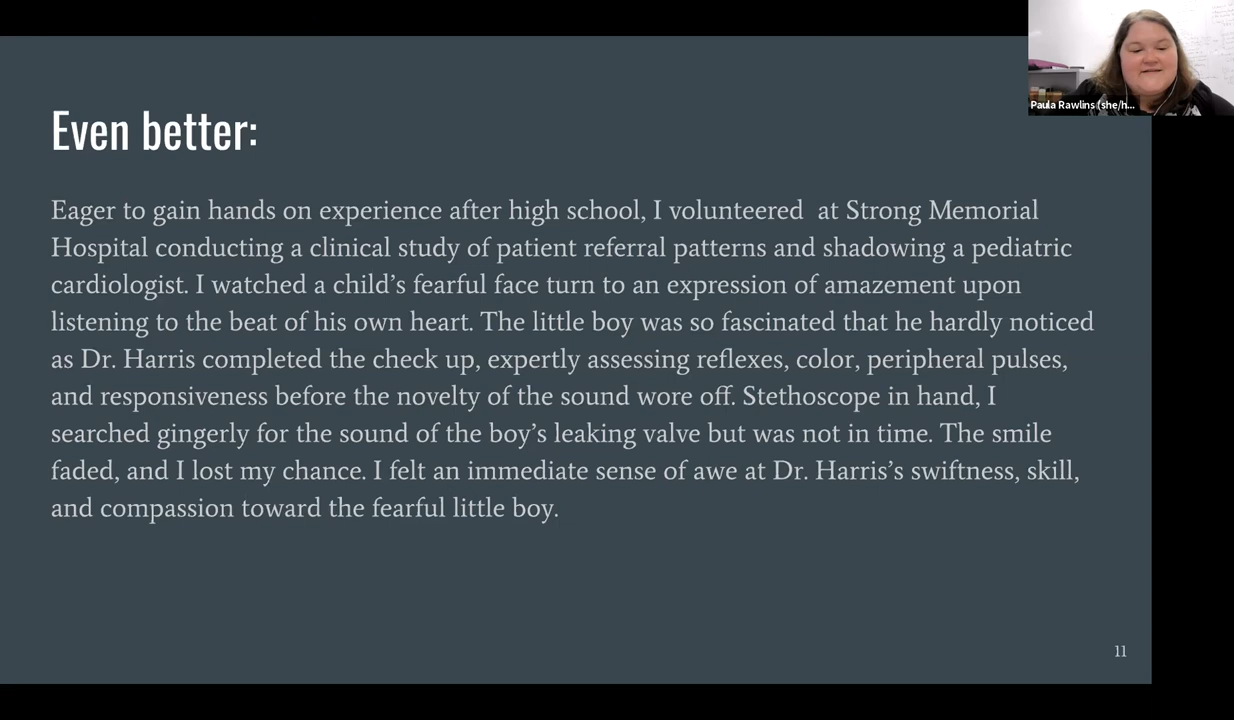 Even better:
Eager to gain hands on experience after high school, I volunteered  at Strong Memorial
Hospital conducting a clinical study of patient referral patterns and shadowing a pediatric
cardiologist. I watched a child’s fearful face turn to an expression of amazement upon
listening to the beat of his own heart. The little boy was so fascinated that he hardly noticed
as Dr. Harris completed the check up, expertly assessing reflexes, color, peripheral pulses,
and responsiveness before the novelty of the sound wore off. Stethoscope in hand, I
searched gingerly for the sound of the boy’s leaking valve but was not in time. The smile
faded, and I lost my chance. I felt an immediate sense of awe at Dr. Harris’s swiftness, skill,
and compassion toward the fearful little boy.
Paula Rawlins (she/h...
11